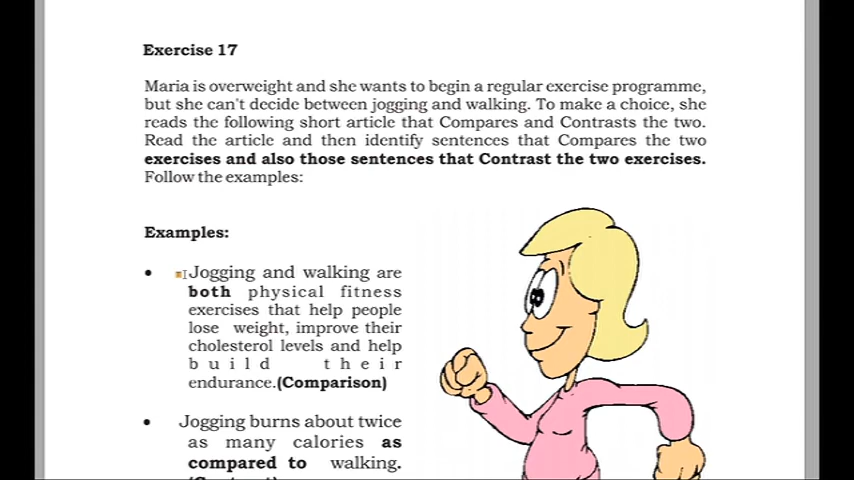 Exercise 17
Maria is overweight and she wants to begin a regular exercise programme,
but she can't decide between jogging and walking. To make a choice, she
reads the following short article that Compares and Contrasts the two.
Read the article and then identify sentences that Compares the two
exercises and also those sentences that Contrast the two exercises.
Follow the examples:
Examples:
• Jogging and walking are
both physical fitness
exercises that help people
lose weight, improve their
cholesterol levels and help
build their
endurance.(Comparison)
• Jogging burns about twice
as many calories as
compared to walking.
(Contrast)